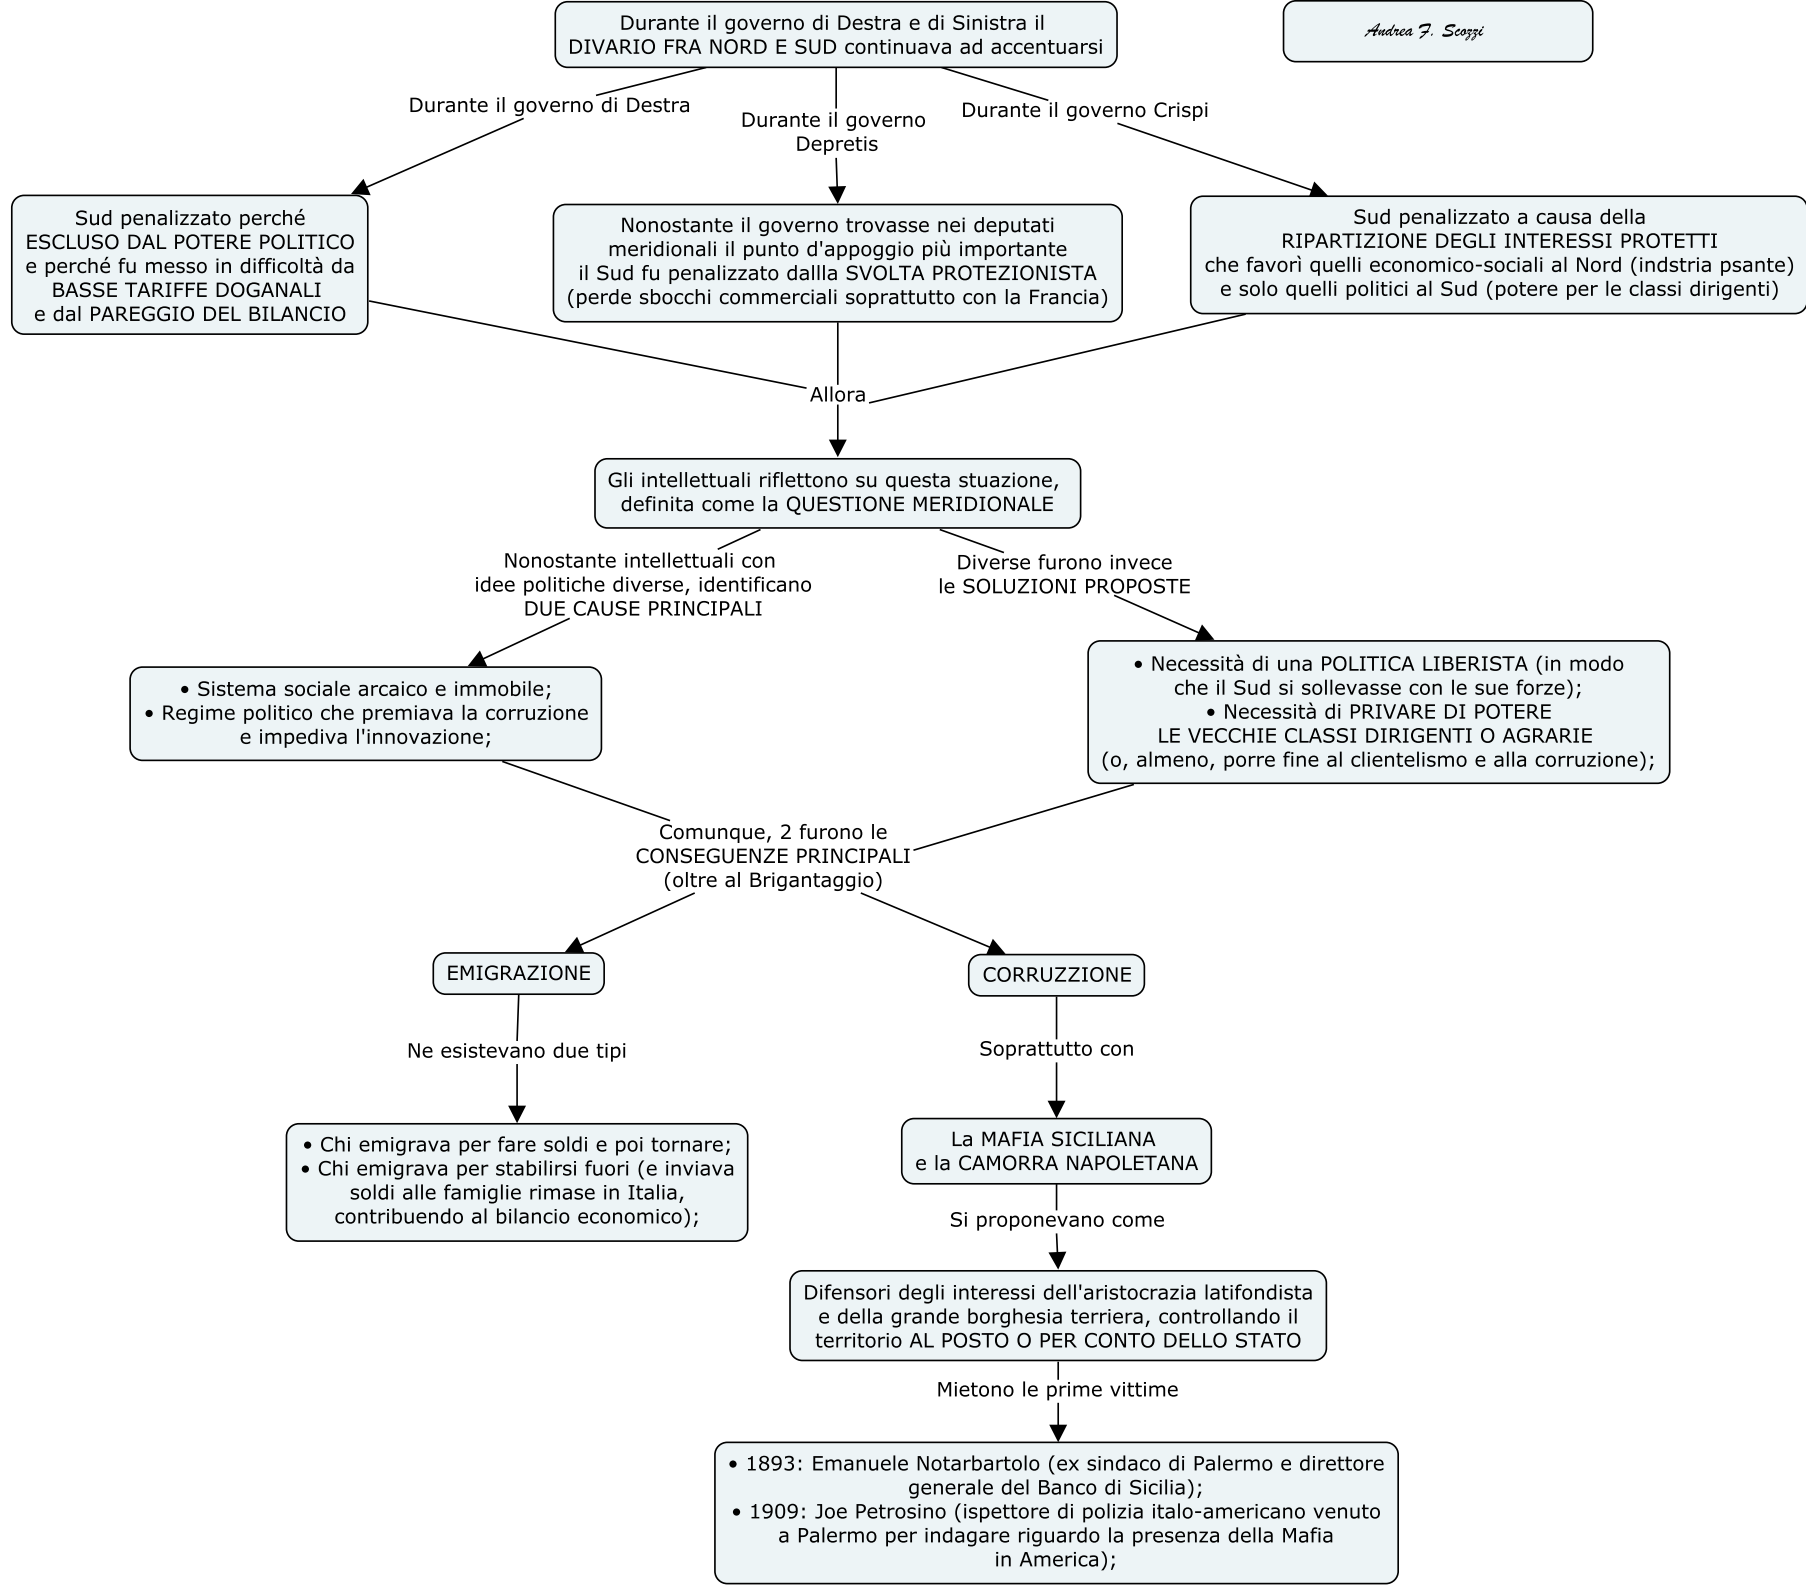 Durante il governo di Destra e di Sinistra il
DIVARIO FRA NORD E SUD continuava ad accentuarsi
Andrea F. Scozzi
Durante il governo di Destra
Durante il governo
Depretis
Durante il governo Crispi
Sud penalizzato perché
ESCLUSO DAL POTERE POLITICO
e perché fu messo in difficoltà da
BASSE TARIFFE DOGANALI
e dal PAREGGIO DEL BILANCIO
Nonostante il governo trovasse nei deputati
meridionali il punto d'appoggio più importante
il Sud fu penalizzato dallla SVOLTA PROTEZIONISTA
(perde sbocchi commerciali soprattutto con la Francia)
Sud penalizzato a causa della
RIPARTIZIONE DEGLI INTERESSI PROTETTI
che favorì quelli economico-sociali al Nord (indstria psante)
e solo quelli politici al Sud (potere per le classi dirigenti)
Allora
Gli intellettuali riflettono su questa stuazione,
definita come la QUESTIONE MERIDIONALE
Nonostante intellettuali con
idee politiche diverse, identificano
DUE CAUSE PRINCIPALI
Diverse furono invece
le SOLUZIONI PROPOSTE
• Sistema sociale arcaico e immobile;
• Regime politico che premiava la corruzione
e impediva l'innovazione;
• Necessità di una POLITICA LIBERISTA (in modo
che il Sud si sollevasse con le sue forze);
• Necessità di PRIVARE DI POTERE
LE VECCHIE CLASSI DIRIGENTI O AGRARIE
(o, almeno, porre fine al clientelismo e alla corruzione);
Comunque, 2 furono le
CONSEGUENZE PRINCIPALI
(oltre al Brigantaggio)
EMIGRAZIONE
CORRUZZIONE
Ne esistevano due tipi
Soprattutto con
• Chi emigrava per fare soldi e poi tornare;
• Chi emigrava per stabilirsi fuori (e inviava
soldi alle famiglie rimase in Italia,
contribuendo al bilancio economico);
La MAFIA SICILIANA
e la CAMORRA NAPOLETANA
Si proponevano come
Difensori degli interessi dell'aristocrazia latifondista
e della grande borghesia terriera, controllando il
territorio AL POSTO O PER CONTO DELLO STATO
Mietono le prime vittime
• 1893: Emanuele Notarbartolo (ex sindaco di Palermo e direttore
generale del Banco di Sicilia);
• 1909: Joe Petrosino (ispettore di polizia italo-americano venuto
a Palermo per indagare riguardo la presenza della Mafia
in America);